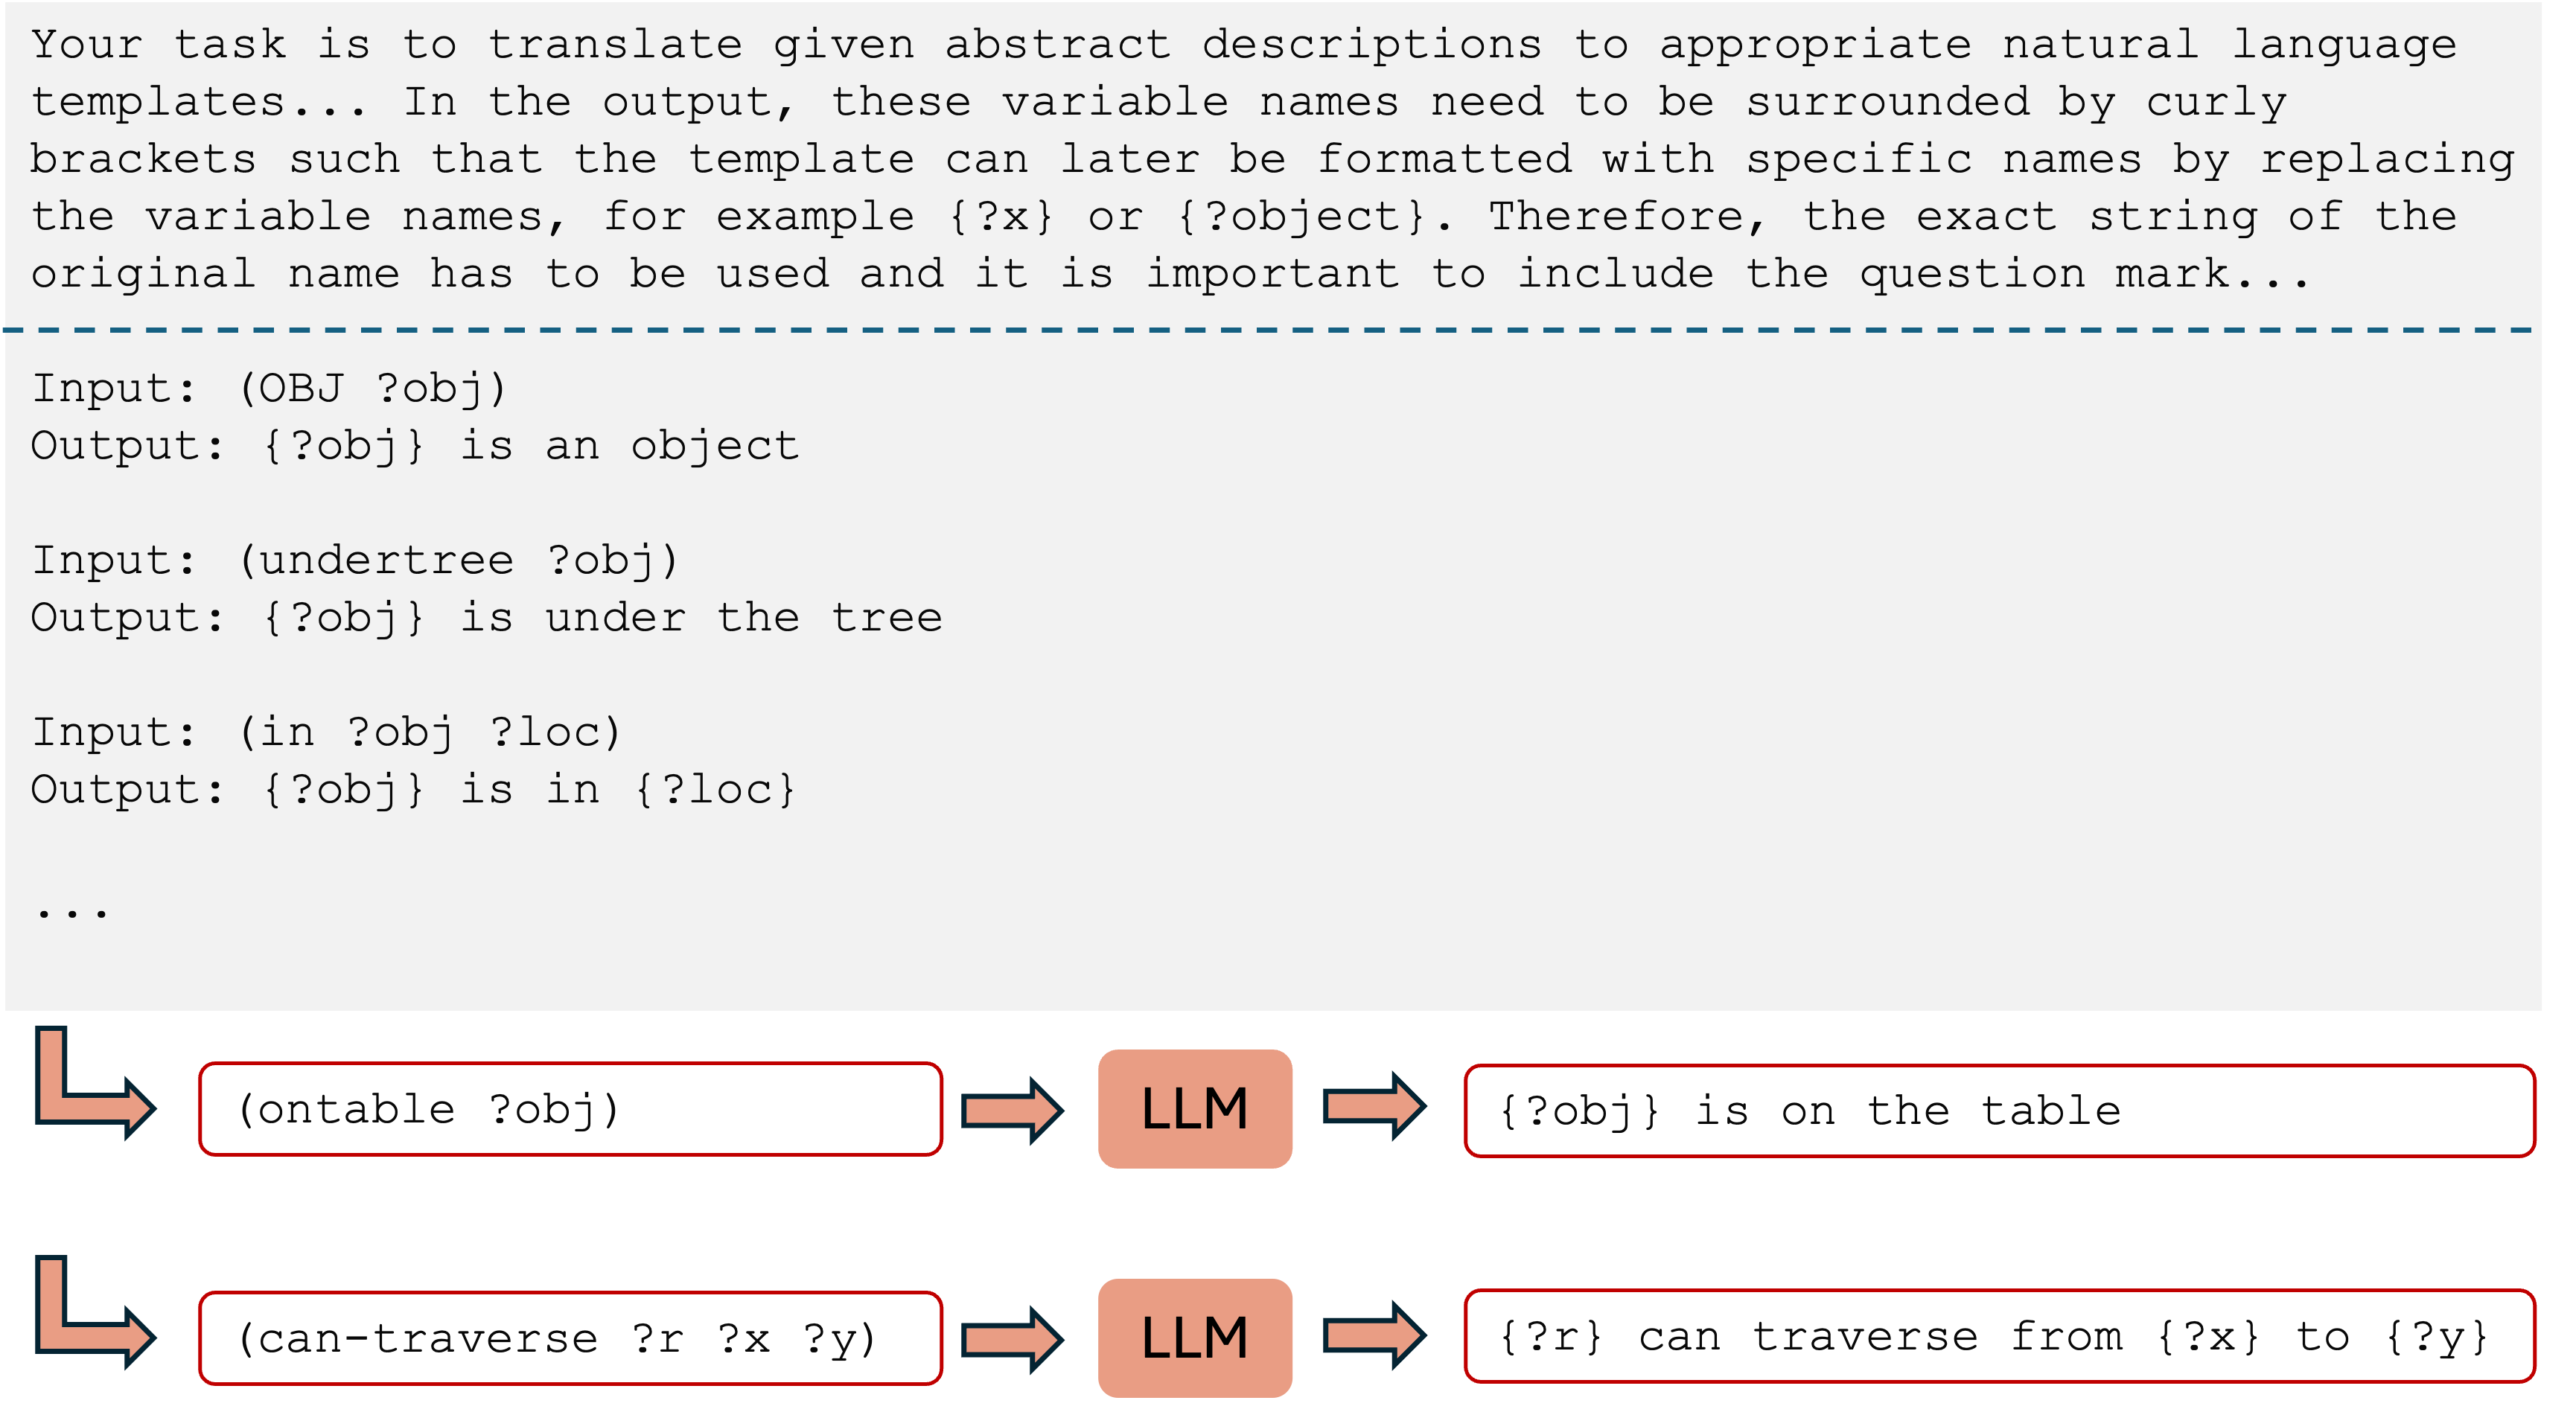 Your task is to translate given abstract descriptions to appropriate natural language
templates... In the output, these variable names need to be surrounded by curly
brackets such that the template can later be formatted with specific names by replacing
the variable names, for example {?x} or {?object}. Therefore, the exact string of the
original name has to be used and it is important to include the question mark...
Input: (OBJ ?obj)
Output: {?obj} is an object
Input: (undertree ?obj)
Output: {?obj} is under the tree
Input: (in ?obj ?loc)
Output: {?obj} is in {?loc}
...
(ontable ?obj)
LLM
{?obj} is on the table
(can-traverse ?r ?x ?y)
LLM
{?r} can traverse from {?x} to {?y}